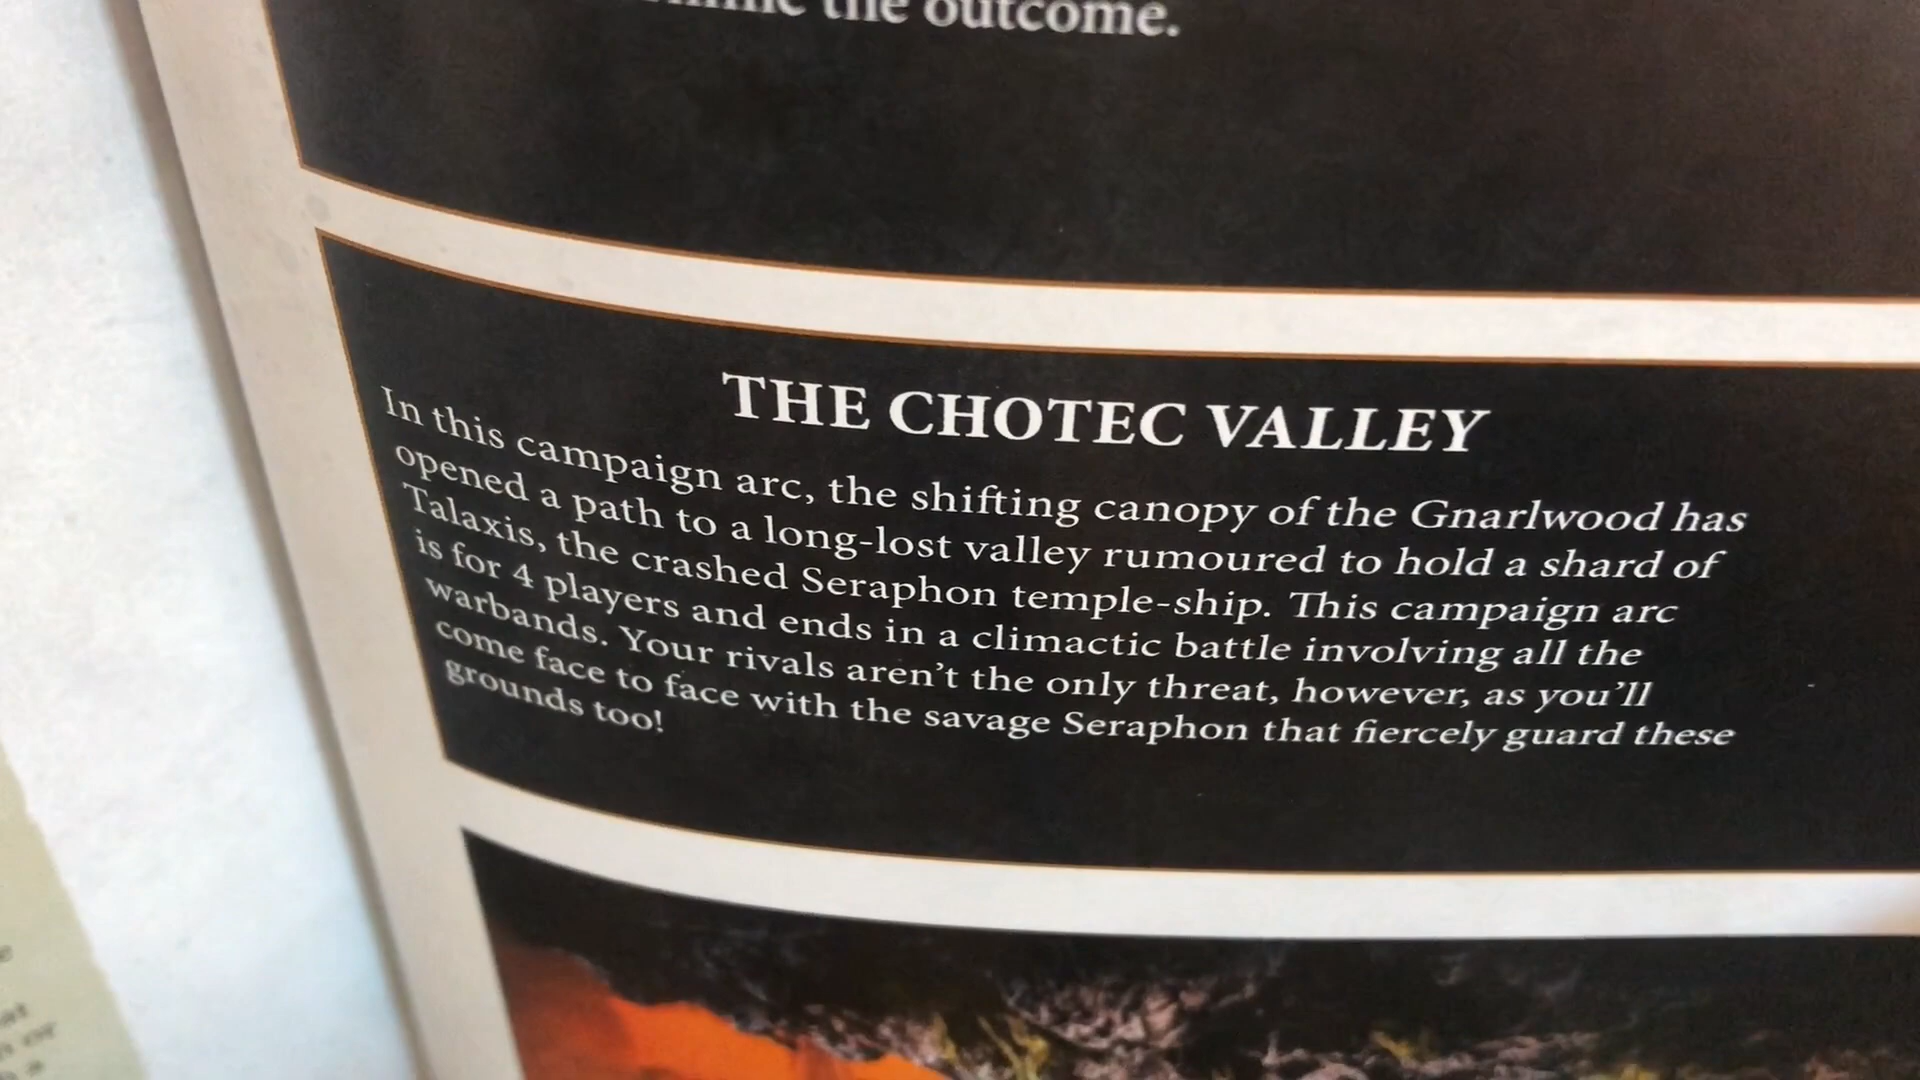 the outcome.
THE CHOTEC VALLEY
In this campaign arc, the shifting canopy of the Gnarlwood has
opened a path to a long-lost valley rumoured to hold a shard of
Talaxis, the crashed Seraphon temple-ship. This campaign arc
is for 4 players and ends in a climactic battle involving all the
warbands. Your rivals aren't the only threat, however, as you'll
come face to face with the savage Seraphon that fiercely guard these
grounds too!